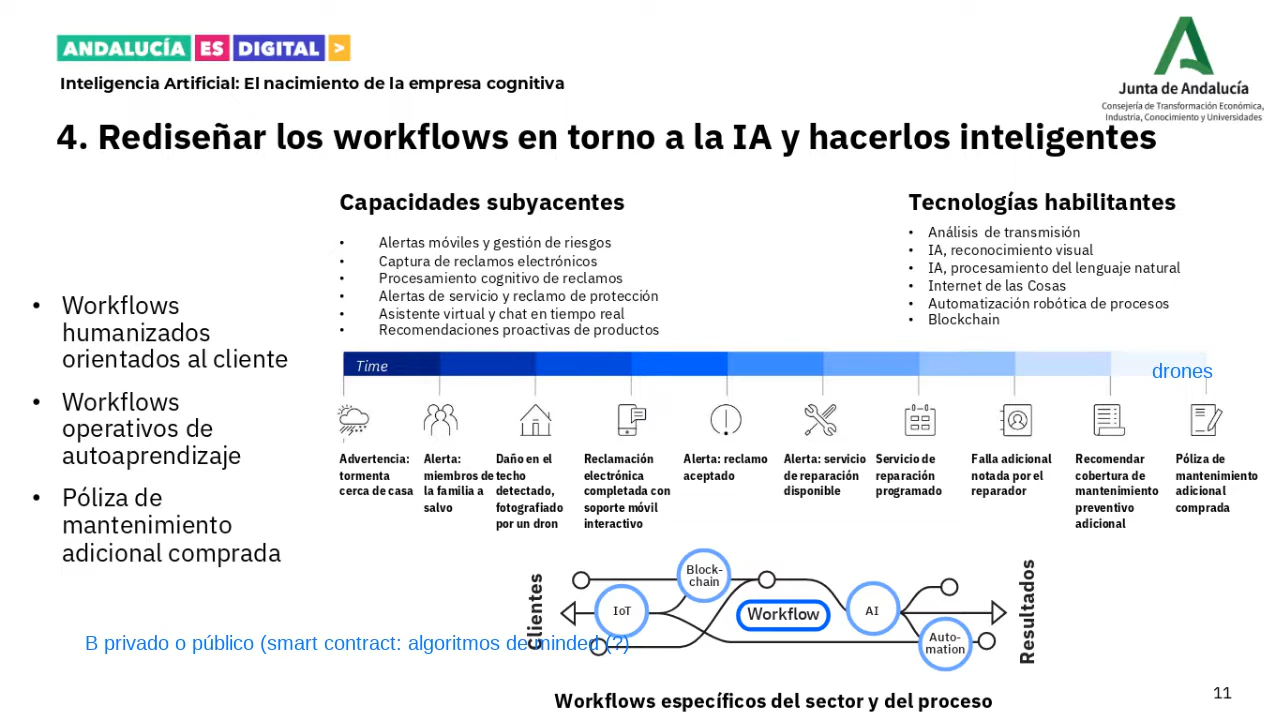 ANDALUCÍA ES DIGITAL >
Junta de Andalucía
Consejería de Transformación Económica,
Industria, Conocimiento y Universidades
Inteligencia Artificial: El nacimiento de la empresa cognitiva
4. Rediseñar los workflows en torno a la IA y hacerlos inteligentes
• Workflows
humanizados
orientados al cliente
• Workflows
operativos de
autoaprendizaje
• Póliza de
mantenimiento
adicional comprada
Capacidades subyacentes
• Alertas móviles y gestión de riesgos
• Captura de reclamos electrónicos
• Procesamiento cognitivo de reclamos
• Alertas de servicio y reclamo de protección
• Asistente virtual y chat en tiempo real
• Recomendaciones proactivas de productos
Tecnologías habilitantes
• Análisis de transmisión
• IA, reconocimiento visual
• IA, procesamiento del lenguaje natural
• Internet de las Cosas
• Automatización robótica de procesos
• Blockchain
Time
drones
Advertencia:
tormenta
cerca de casa
Alerta:
miembros de
la familia a
salvo
Daño en el
techo
detectado,
fotografiado
por un dron
Reclamación
electrónica
completada con
soporte móvil
interactivo
Alerta: reclamo
aceptado
Alerta: servicio
de reparación
disponible
Servicio de
reparación
programado
Falla adicional
notada por el
reparador
Recomendar
cobertura de
mantenimiento
preventivo
adicional
Póliza de
mantenimiento
adicional
comprada
Clientes
IoT
Block-
chain
Workflow
AI
Auto-
mation
Resultados
B privado o público (smart contract: algoritmos de minded (?)
Workflows específicos del sector y del proceso
11